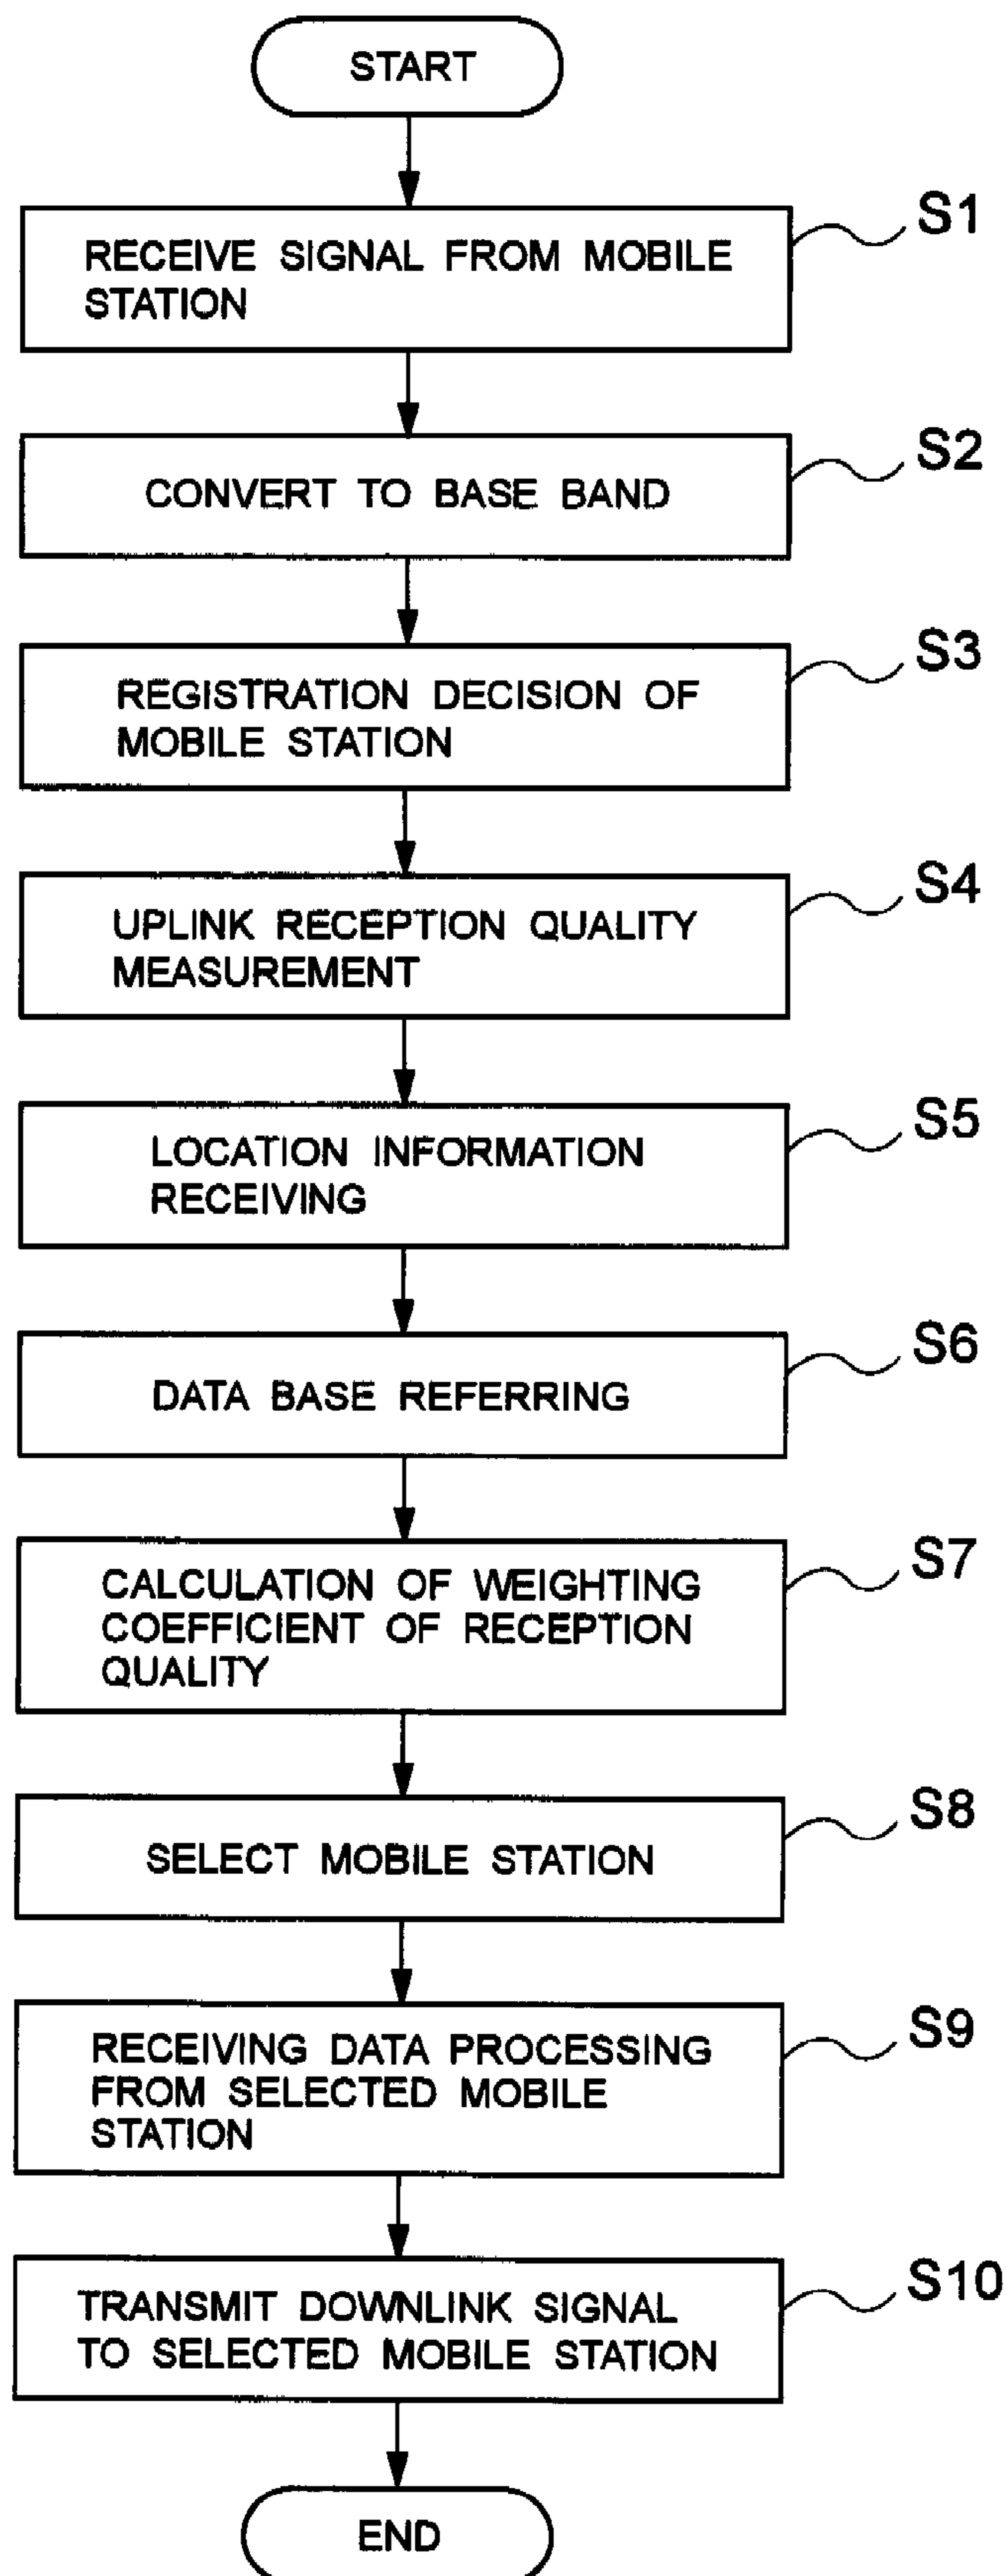 START
S1
RECEIVE SIGNAL FROM MOBILE
STATION
S2
CONVERT TO BASE BAND
S3
REGISTRATION DECISION OF
MOBILE STATION
S4
UPLINK RECEPTION QUALITY
MEASUREMENT
S5
LOCATION INFORMATION
RECEIVING
S6
DATA BASE REFERRING
S7
CALCULATION OF WEIGHTING
COEFFICIENT OF RECEPTION
QUALITY
S8
SELECT MOBILE STATION
S9
RECEIVING DATA PROCESSING
FROM SELECTED MOBILE
STATION
S10
TRANSMIT DOWNLINK SIGNAL
TO SELECTED MOBILE STATION
END